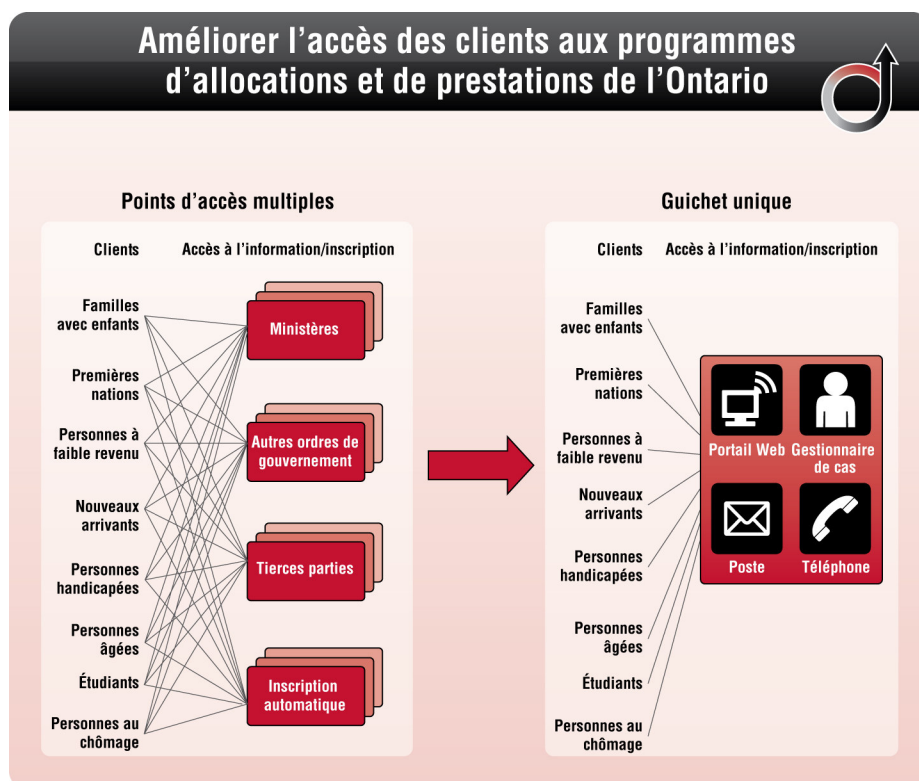 Améliorer l'accès des clients aux programmes
d'allocations et de prestations de l'Ontario
Points d'accès multiples
Clients
Accès à l'information/inscription
Familles
avec enfants
Premières
nations
Personnes à
faible revenu
Nouveaux
arrivants
Personnes
handicapées
Personnes
âgées
Étudiants
Personnes au
chômage
Ministères
Autres ordres de
gouvernement
Tierces parties
Inscription
automatique
Guichet unique
Clients
Accès à l'information/inscription
Familles
avec enfants
Premières
nations
Personnes à
faible revenu
Nouveaux
arrivants
Personnes
handicapées
Personnes
âgées
Étudiants
Personnes au
chômage
Portail Web
Gestionnaire
de cas
Poste
Téléphone